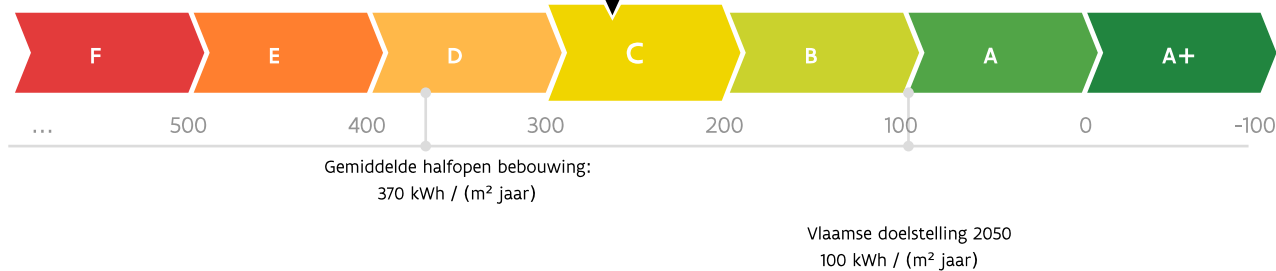 F E D C B A A+
... 500 400 300 200 100 0 -100
Gemiddelde halfopen bebouwing:
370 kWh / (m² jaar)
Vlaamse doelstelling 2050
100 kWh / (m² jaar)